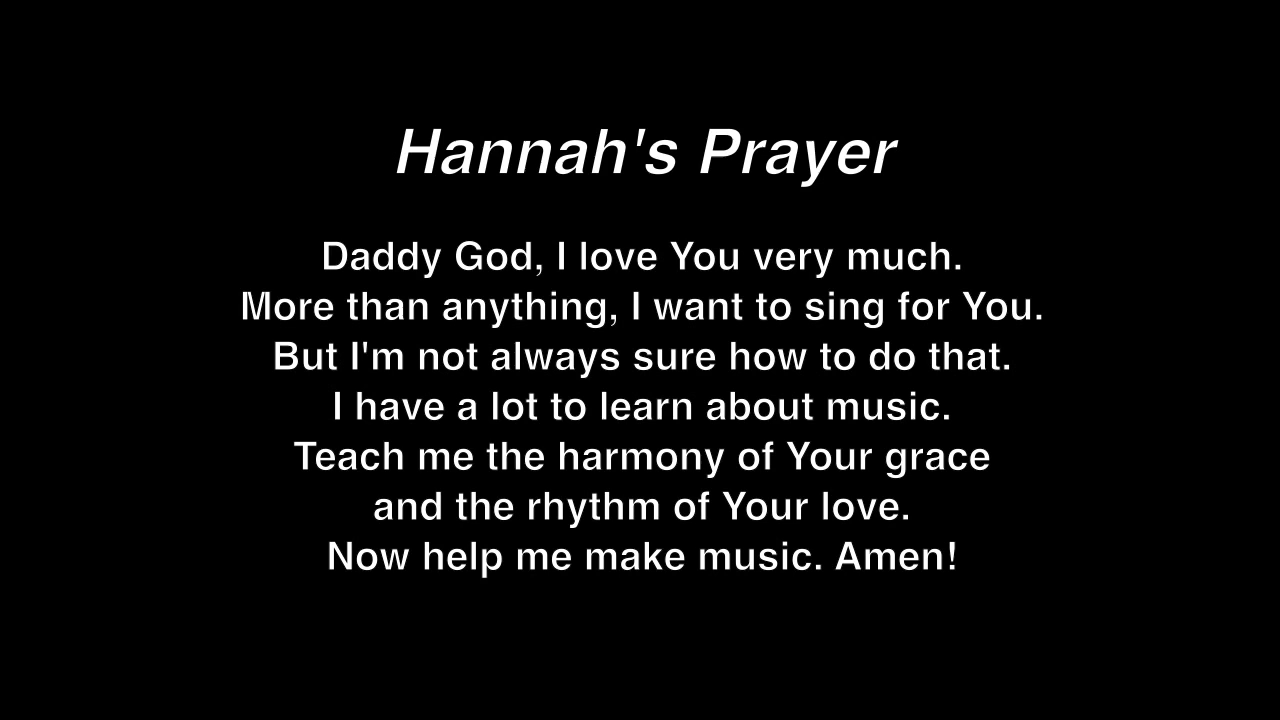 Hannah's Prayer
Daddy God, I love You very much.
More than anything, I want to sing for You.
But I'm not always sure how to do that.
I have a lot to learn about music.
Teach me the harmony of Your grace
and the rhythm of Your love.
Now help me make music. Amen!